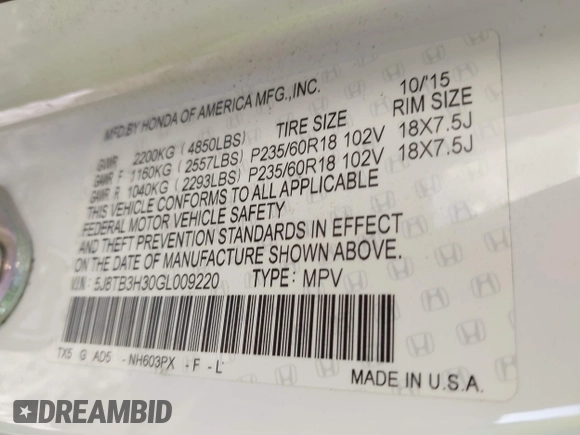 MFD.BY HONDA OF AMERICA MFG.,INC. 10/'15
TIRE SIZE RIM SIZE
GVWR 2200KG (4850LBS)
GAWR F 1160KG (2557LBS) P235/60R18 102V 18X7.5J
GAWR R 1040KG (2293LBS) P235/60R18 102V 18X7.5J
THIS VEHICLE CONFORMS TO ALL APPLICABLE
FEDERAL MOTOR VEHICLE SAFETY
AND THEFT PREVENTION STANDARDS IN EFFECT
ON THE DATE OF MANUFACTURE SHOWN ABOVE.
V.I.N.: 5J8TB3H30GL009220 TYPE: MPV
TX5 G AD5 -NH603PX -F -L
MADE IN U.S.A.
DREAMBID